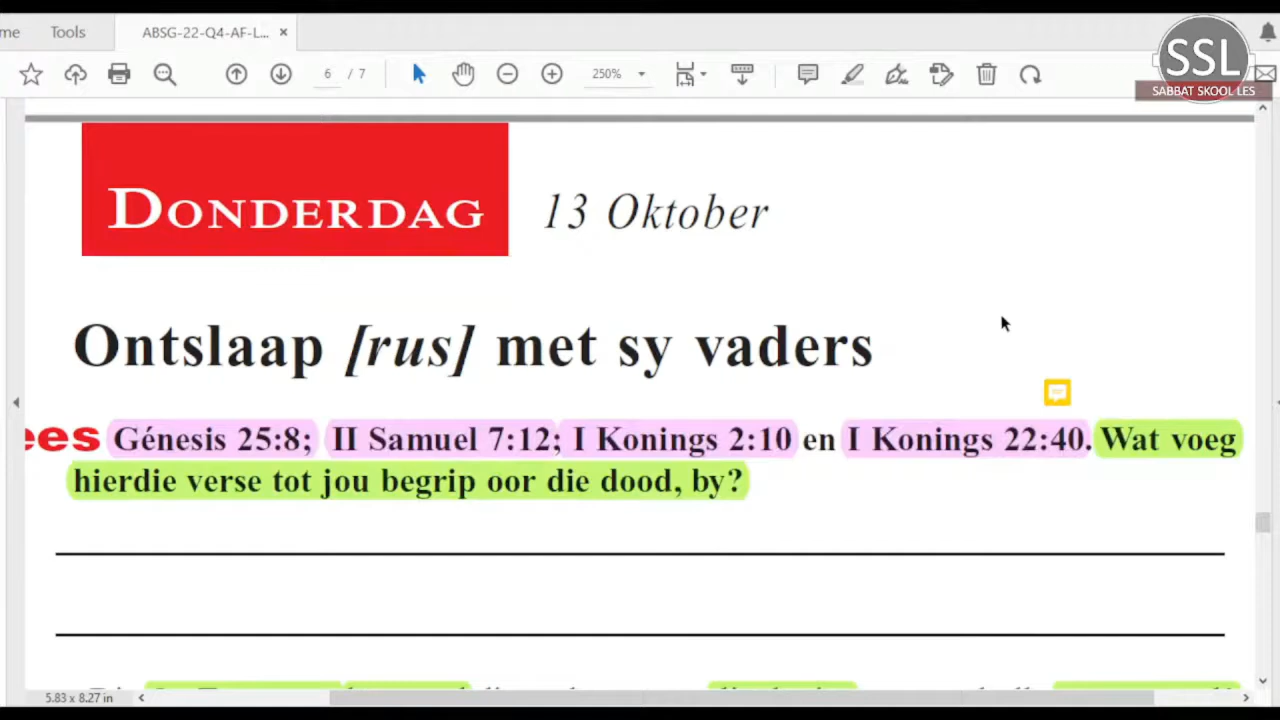 me Tools ABSG-22-Q4-AF-L... ×
SSL
SABBAT SKOOL LES
6 / 7 250%
DONDERDAG 13 Oktober
Ontslaap [rus] met sy vaders
ees Génesis 25:8; II Samuel 7:12; I Konings 2:10 en I Konings 22:40. Wat voeg
hierdie verse tot jou begrip oor die dood, by?
5.83 x 8.27 in